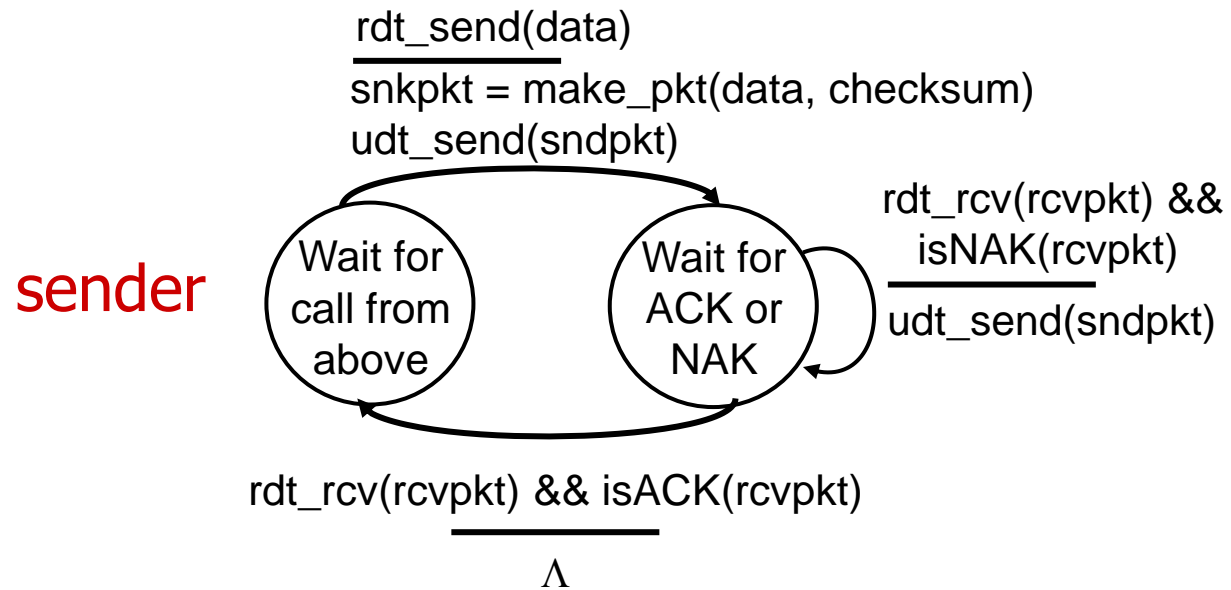 rdt_send(data)
snkpkt = make_pkt(data, checksum)
udt_send(sndpkt)
sender
Wait for
call from
above
Wait for
ACK or
NAK
rdt_rcv(rcvpkt) &&
isNAK(rcvpkt)
udt_send(sndpkt)
rdt_rcv(rcvpkt) && isACK(rcvpkt)
Λ